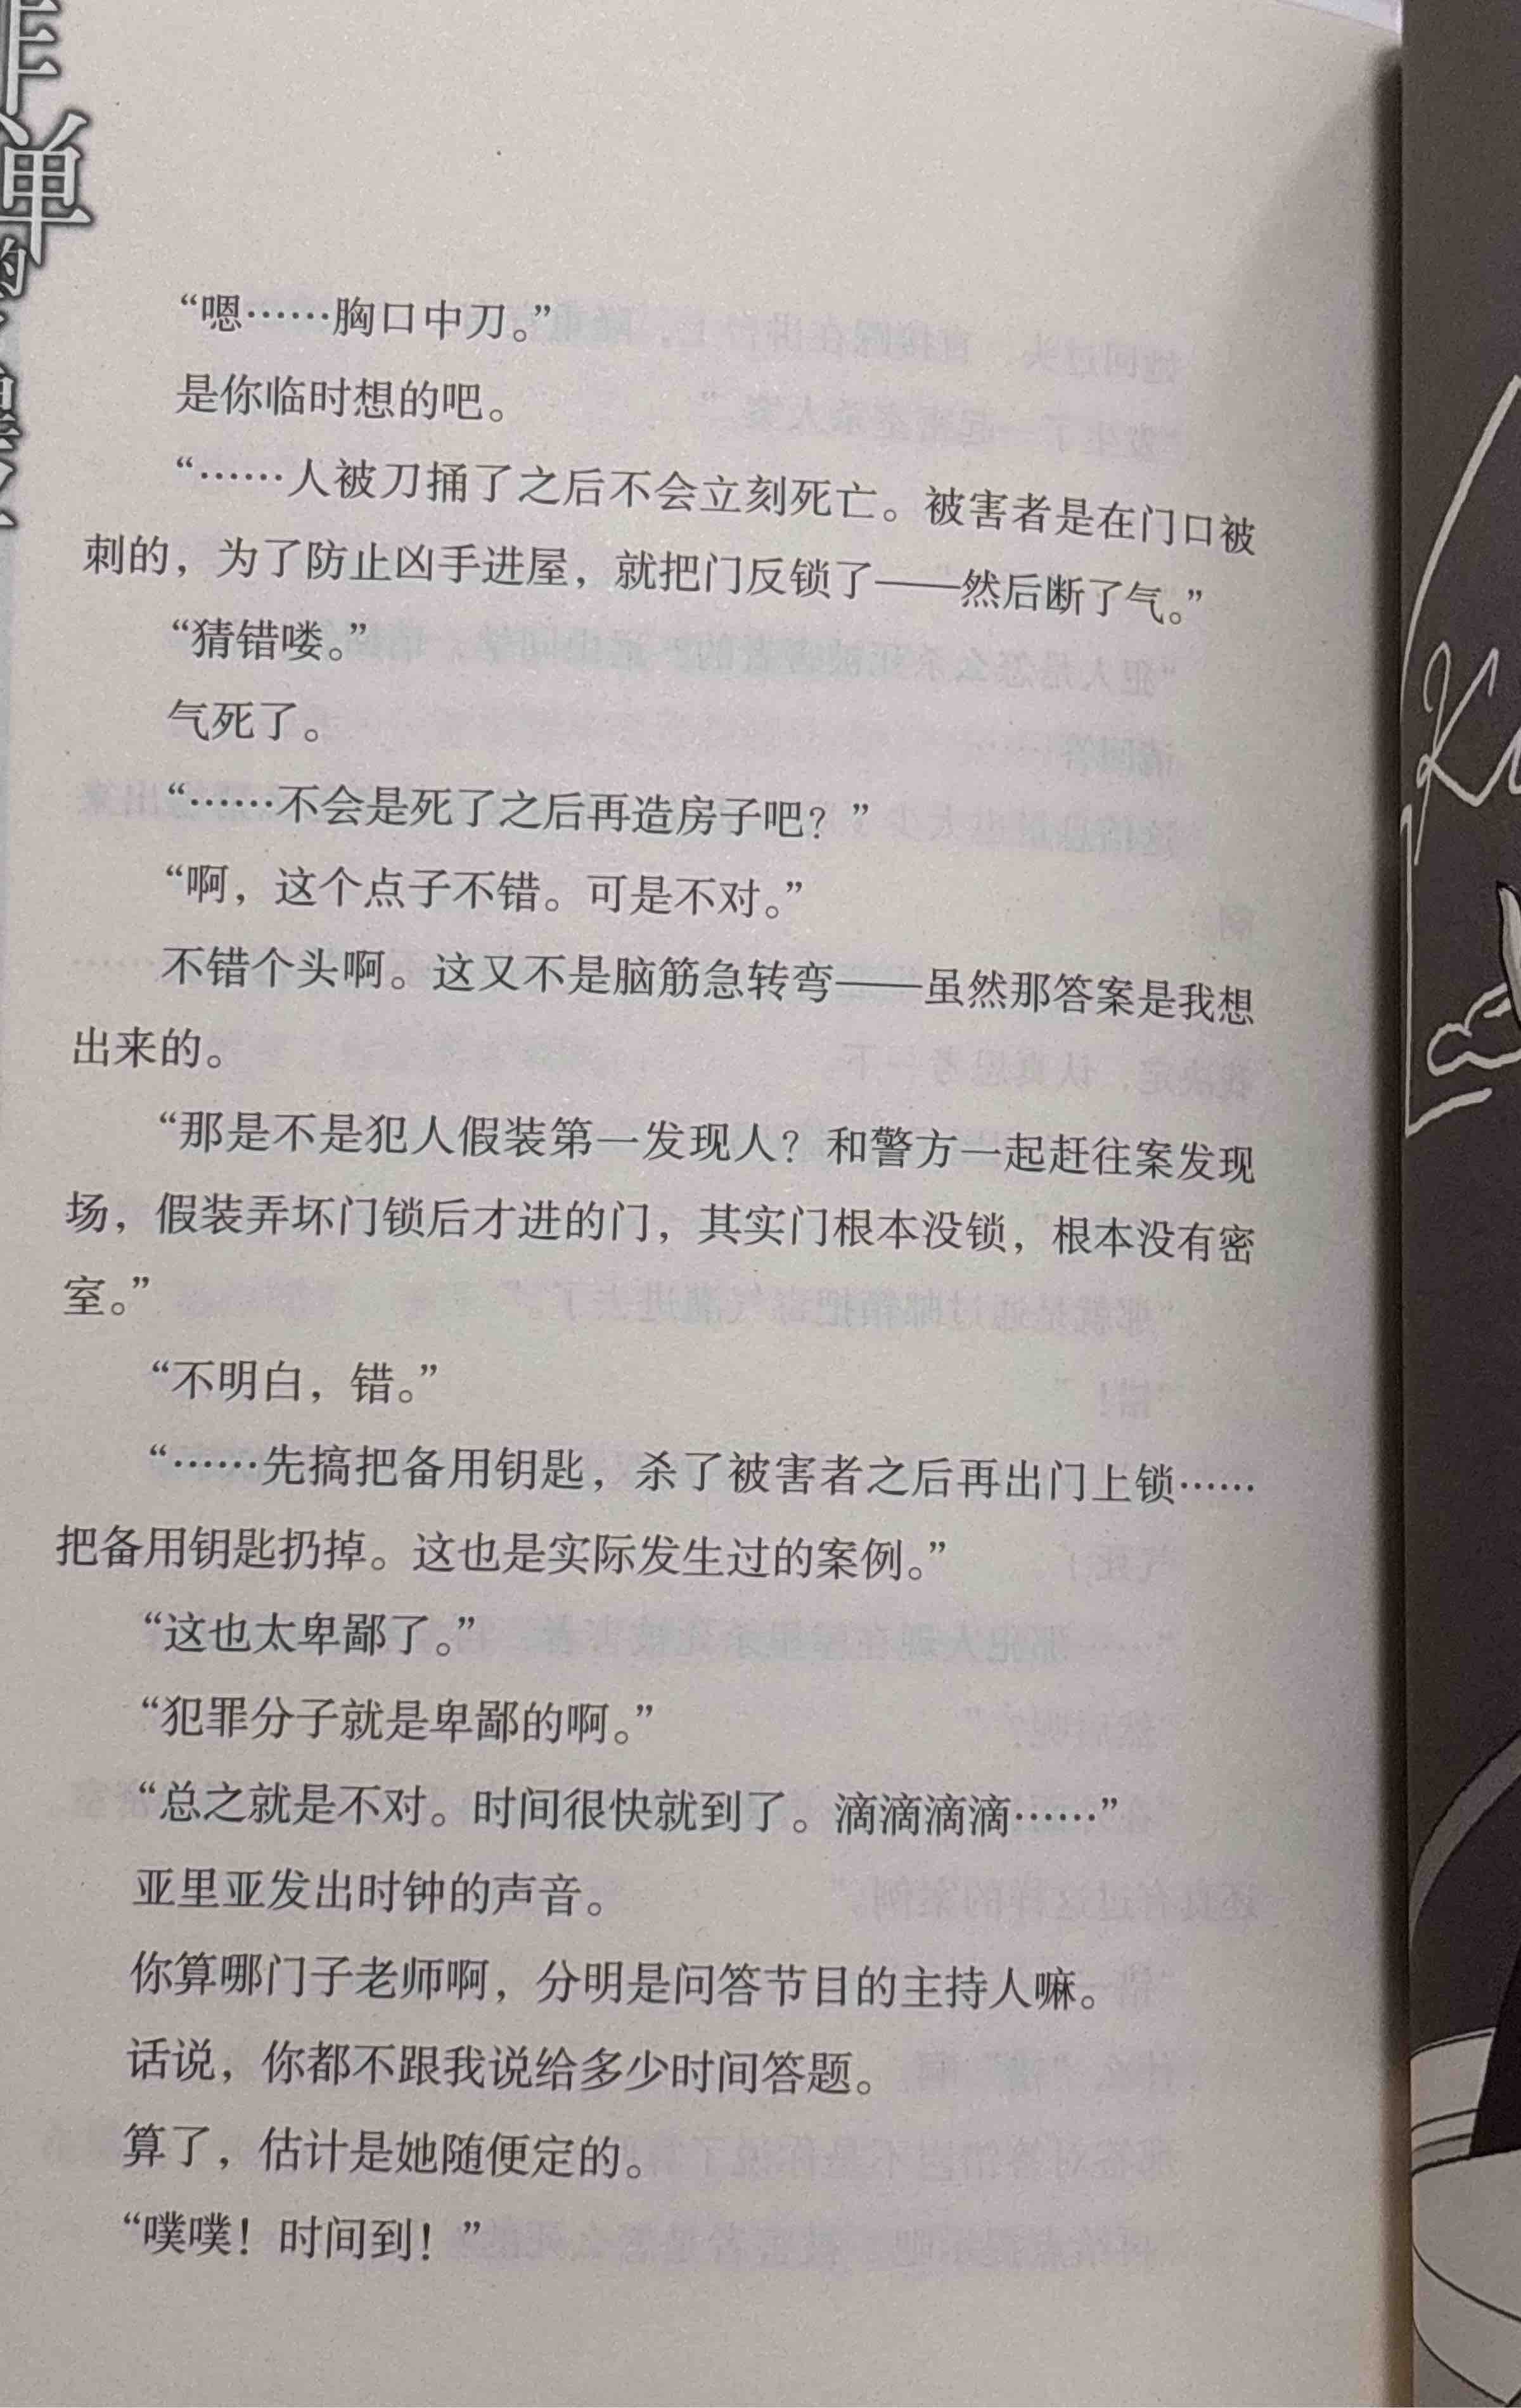 弹
的
“嗯……胸口中刀。”
是你临时想的吧。
“……人被刀捅了之后不会立刻死亡。被害者是在门口被
刺的，为了防止凶手进屋，就把门反锁了——然后断了气。”
“猜错喽。”
气死了。
“……不会是死了之后再造房子吧？”
“啊，这个点子不错。可是不对。”
不错个头啊。这又不是脑筋急转弯——虽然那答案是我想
出来的。
“那是不是犯人假装第一发现人？和警方一起赶往案发现
场，假装弄坏门锁后才进的门，其实门根本没锁，根本没有密
室。”
“不明白，错。”
“……先搞把备用钥匙，杀了被害者之后再出门上锁……
把备用钥匙扔掉。这也是实际发生过的案例。”
“这也太卑鄙了。”
“犯罪分子就是卑鄙的啊。”
“总之就是不对。时间很快就到了。滴滴滴滴……”
亚里亚发出时钟的声音。
你算哪门子老师啊，分明是问答节目的主持人嘛。
话说，你都不跟我说给多少时间答题。
算了，估计是她随便定的。
“噗噗！时间到！”